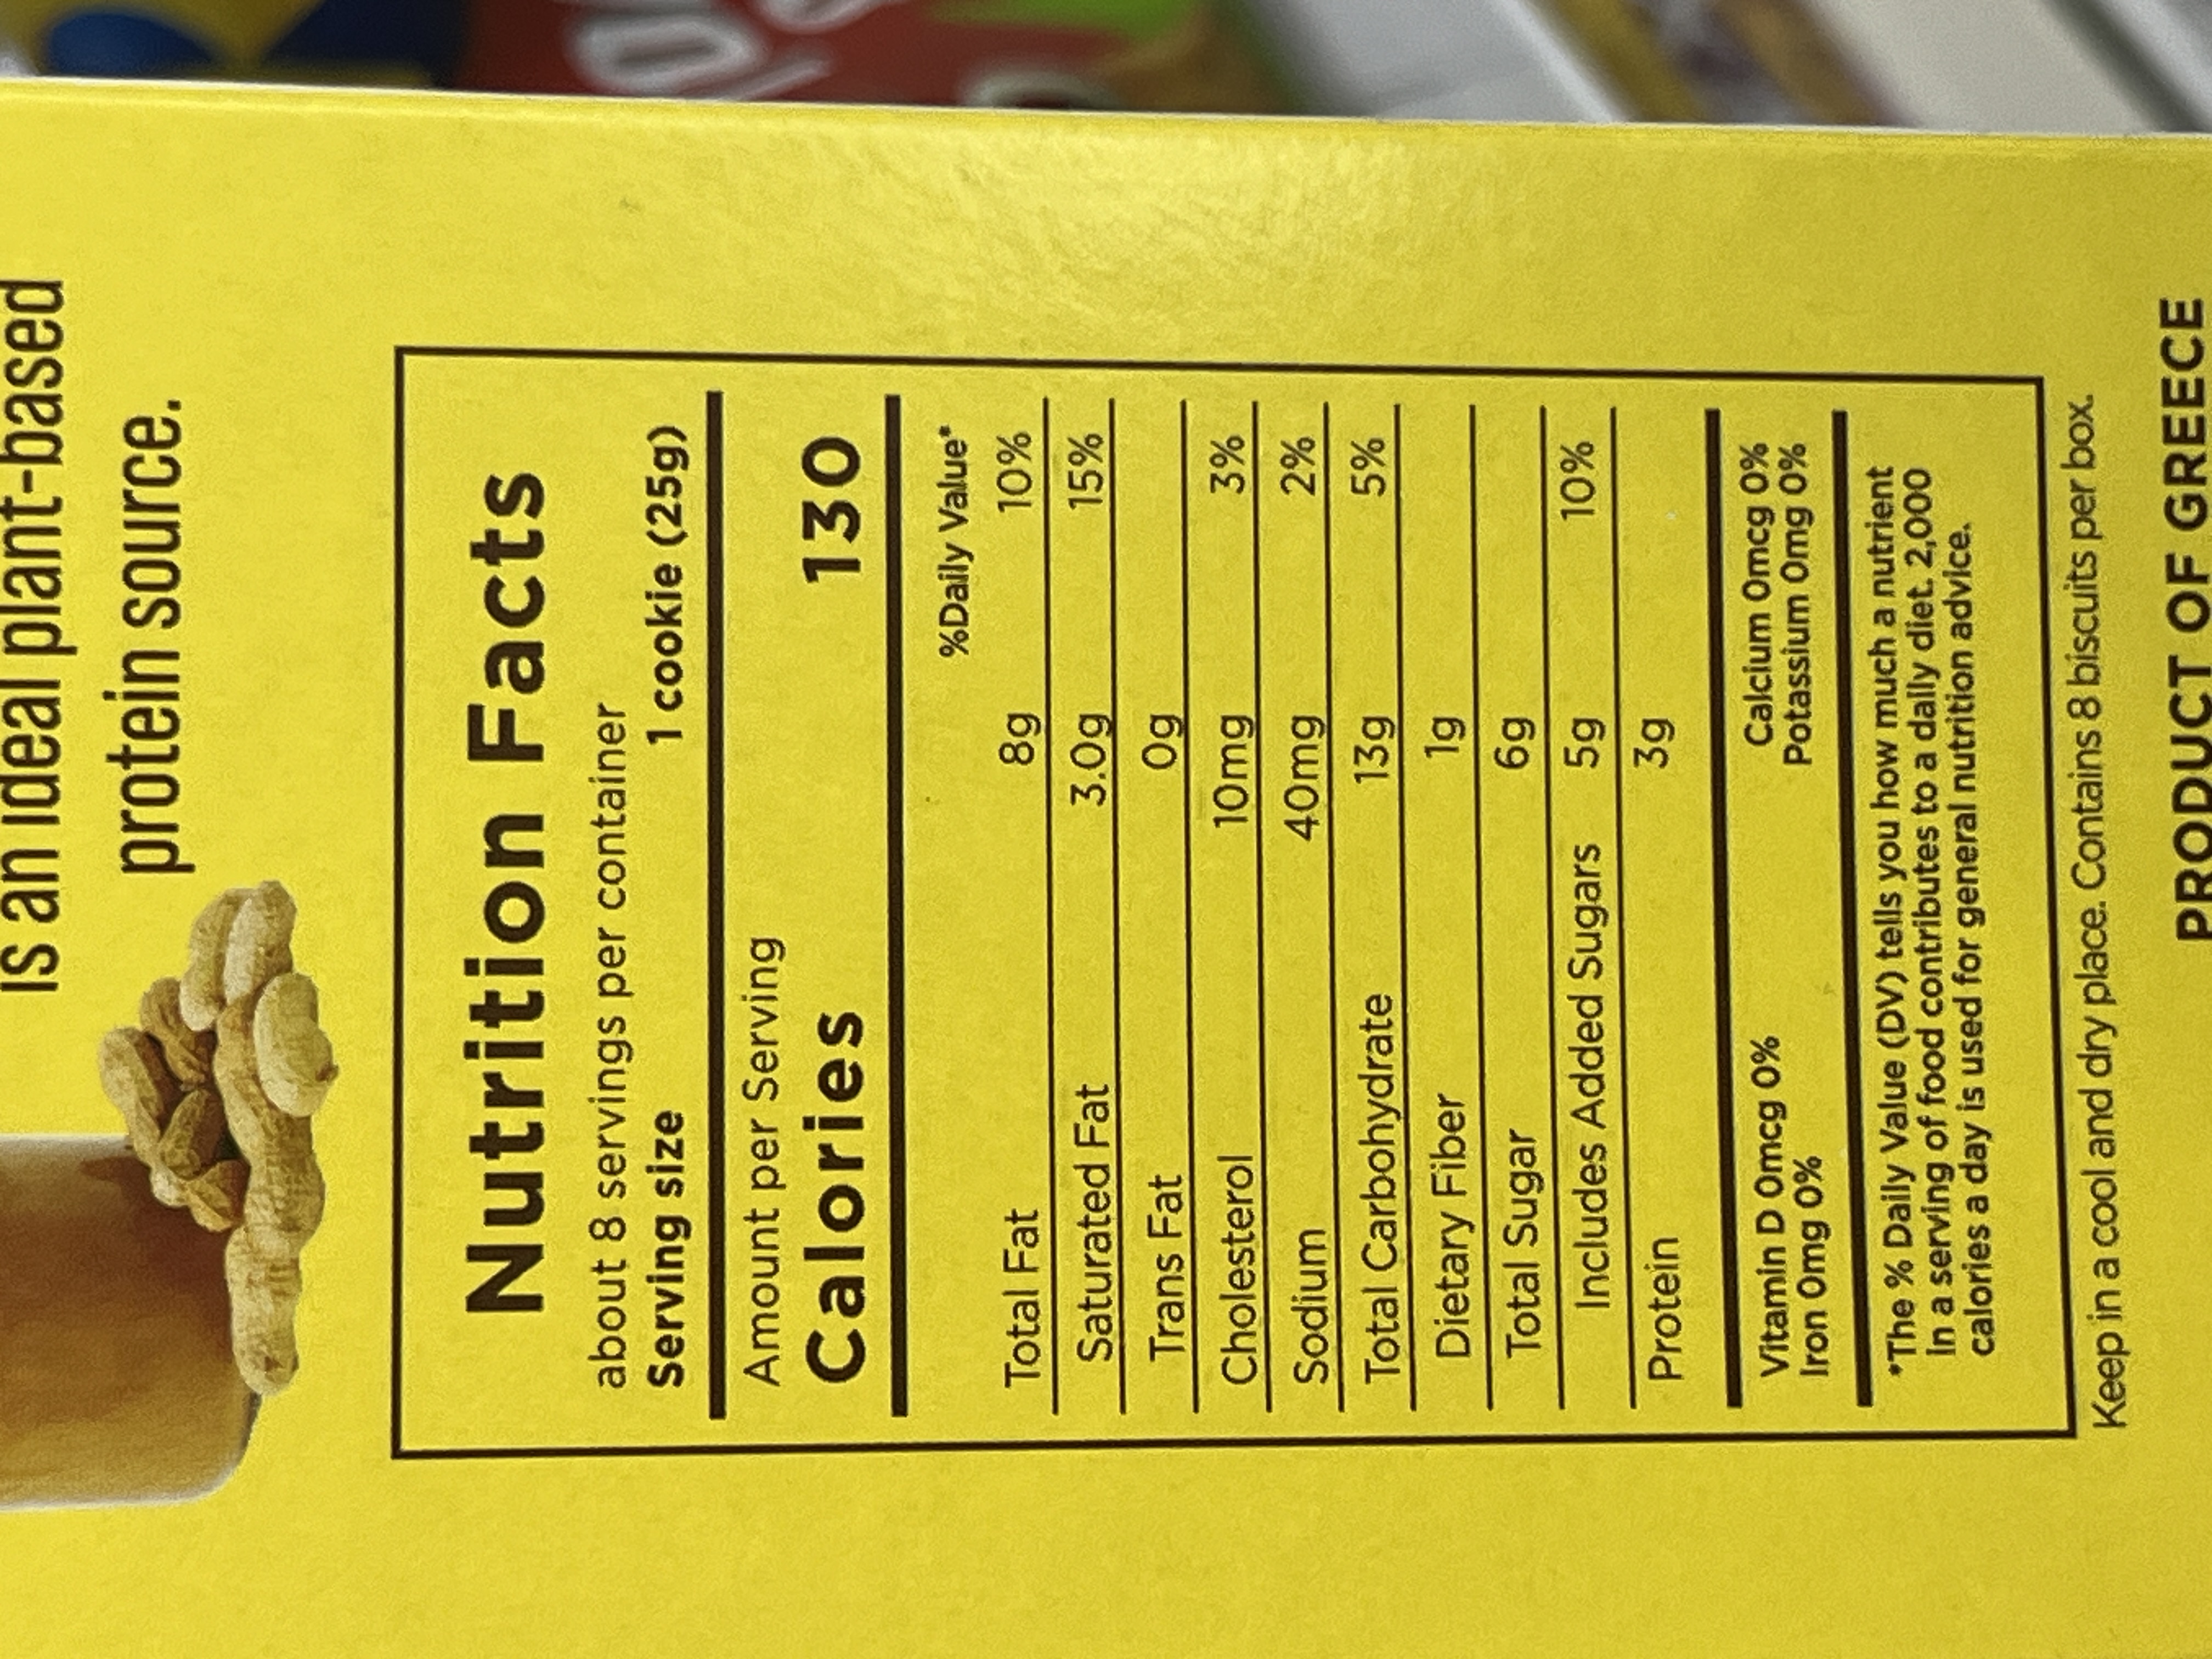 is an ideal plant-based
protein source.
Nutrition Facts
about 8 servings per container
Serving size 1 cookie (25g)
Amount per Serving
Calories 130
%Daily Value*
Total Fat 8g 10%
Saturated Fat 3.0g 15%
Trans Fat 0g
Cholesterol 10mg 3%
Sodium 40mg 2%
Total Carbohydrate 13g 5%
Dietary Fiber 1g
Total Sugar 6g
Includes Added Sugars 5g 10%
Protein 3g
Vitamin D 0mcg 0% Calcium 0mcg 0%
Iron 0mg 0% Potassium 0mg 0%
*The % Daily Value (DV) tells you how much a nutrient
in a serving of food contributes to a daily diet. 2,000
calories a day is used for general nutrition advice.
Keep in a cool and dry place. Contains 8 biscuits per box.
PRODUCT OF GREECE